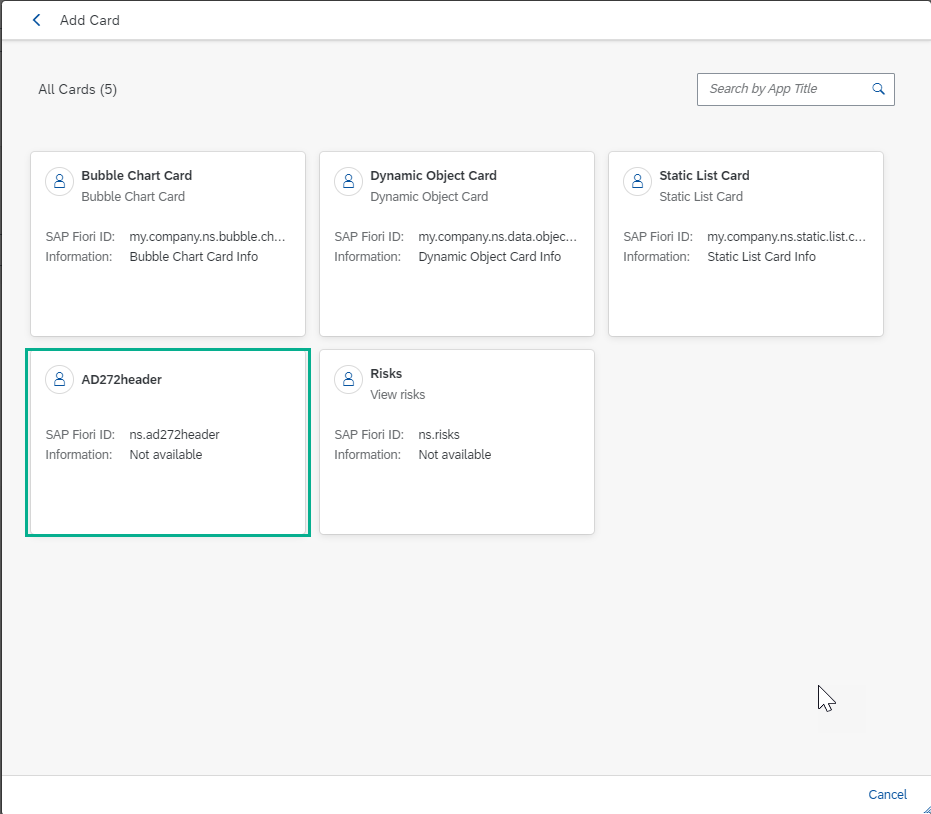 Add Card
All Cards (5)
Search by App Title
Bubble Chart Card
Bubble Chart Card
SAP Fiori ID: my.company.ns.bubble.ch...
Information: Bubble Chart Card Info
Dynamic Object Card
Dynamic Object Card
SAP Fiori ID: my.company.ns.data.objec...
Information: Dynamic Object Card Info
Static List Card
Static List Card
SAP Fiori ID: my.company.ns.static.list.c...
Information: Static List Card Info
AD272header
SAP Fiori ID: ns.ad272header
Information: Not available
Risks
View risks
SAP Fiori ID: ns.risks
Information: Not available
Cancel